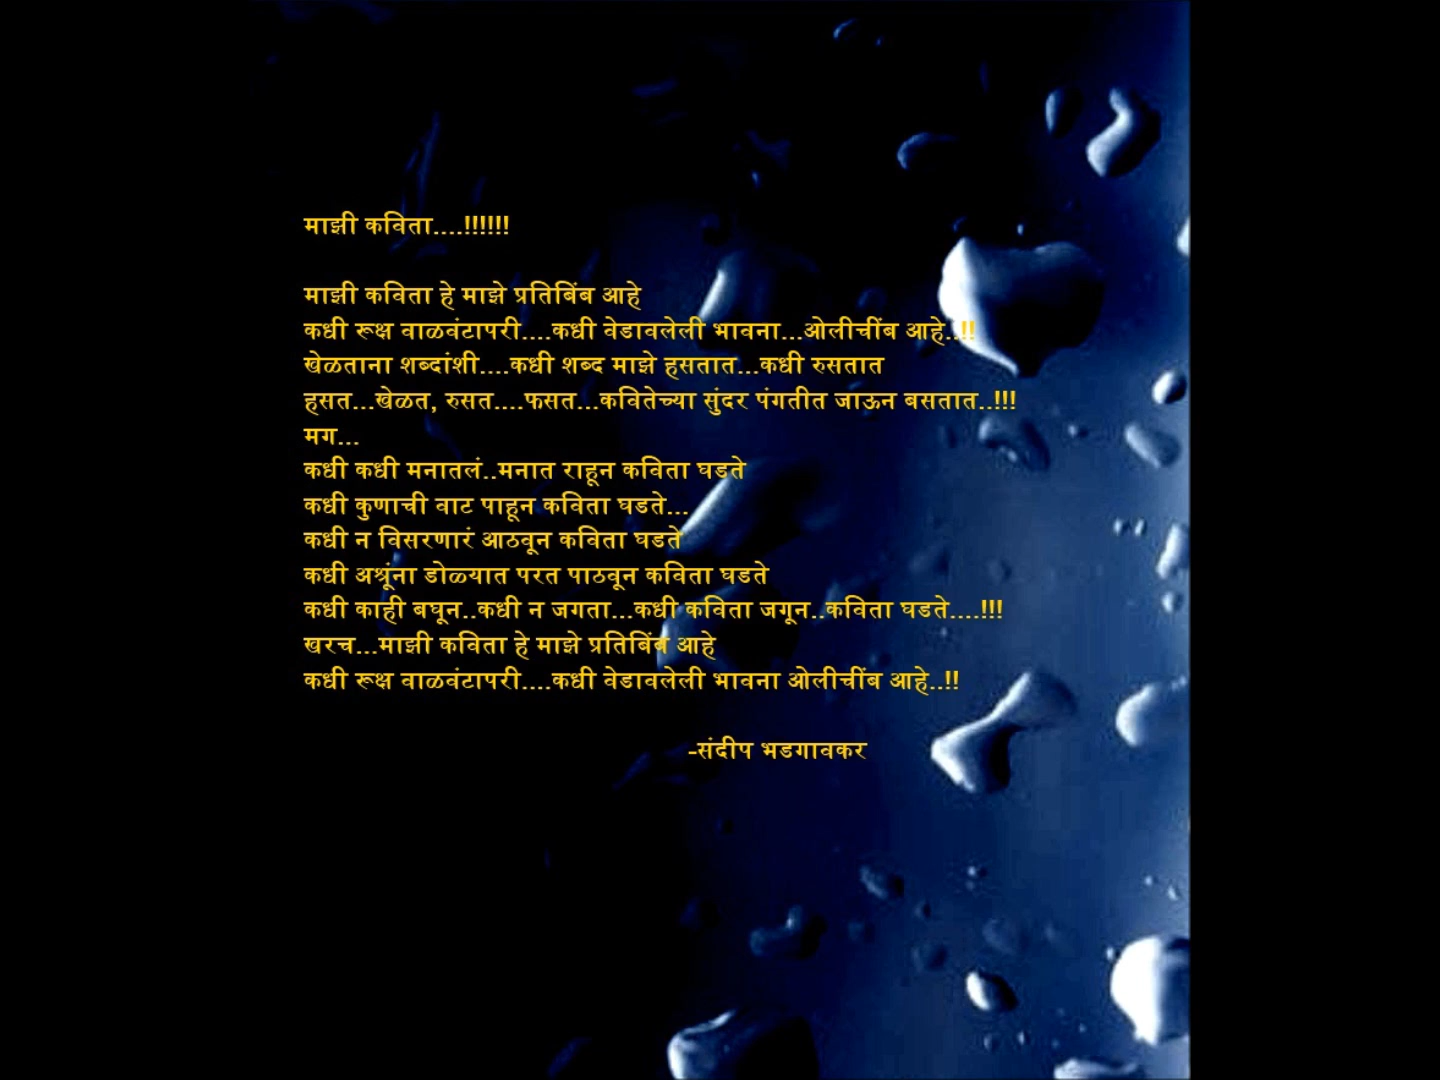 माझी कविता....!!!!!!
माझी कविता हे माझे प्रतिबिंब आहे
कधी रूक्ष वाळवंटापरी....कधी वेडावलेली भावना...ओलीचींब आहे..!!
खेळताना शब्दांशी....कधी शब्द माझे हसतात...कधी रुसतात
हसत...खेळत, रुसत....फसत...कवितेच्या सुंदर पंगतीत जाऊन बसतात..!!!
मग...
कधी कधी मनातलं..मनात राहून कविता घडते
कधी कुणाची वाट पाहून कविता घडते...
कधी न विसरणारं आठवून कविता घडते
कधी अश्रूंना डोळ्यात परत पाठवून कविता घडते
कधी काही बघून..कधी न जगता...कधी कविता जगून..कविता घडते....!!!
खरच...माझी कविता हे माझे प्रतिबिंब आहे
कधी रूक्ष वाळवंटापरी....कधी वेडावलेली भावना ओलीचींब आहे..!!
-संदीप भडगावकर